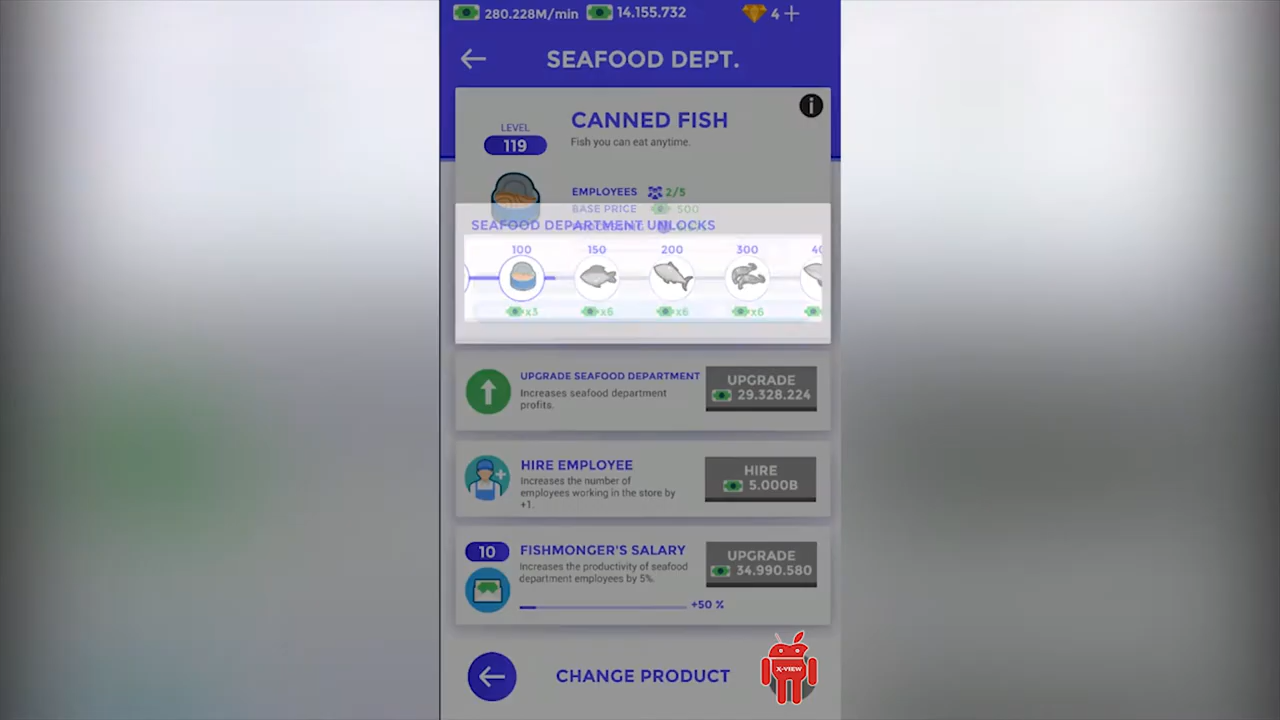 280.228M/min 14.155.732 4
SEAFOOD DEPT.
CANNED FISH
Fish you can eat anytime.
LEVEL
119
EMPLOYEES 2/5
BASE PRICE 500
SEAFOOD DEPARTMENT UNLOCKS
100 150 200 300
x3 x6 x6 x6
UPGRADE SEAFOOD DEPARTMENT
Increases seafood department
profits.
UPGRADE
29.328.224
HIRE EMPLOYEE
Increases the number of
employees working in the store by
+1.
HIRE
5.000B
10
FISHMONGER'S SALARY
Increases the productivity of seafood
department employees by 5%.
+50 %
UPGRADE
34.990.580
CHANGE PRODUCT
X-VIEW